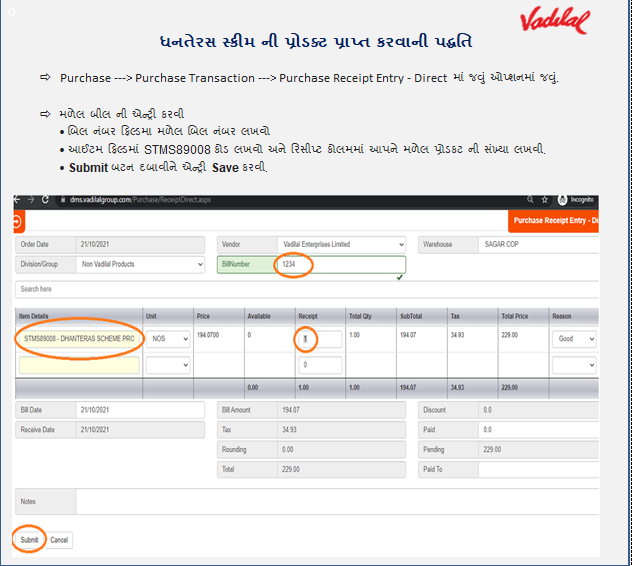 Vadilal
ધનતેરસ સ્કીમ ની પ્રોડક્ટ પ્રાપ્ત કરવાની પદ્ધતિ
⇨ Purchase ---> Purchase Transaction ---> Purchase Receipt Entry - Direct માં જવું ઓપ્શનમાં જવું.
⇨ મળેલ બીલ ની એન્ટ્રી કરવી
• બિલ નંબર ફિલ્ડમા મળેલ બિલ નંબર લખવો
• આઈટમ ફિલ્ડમાં STMS89008 કોડ લખવો અને રિસીપ્ટ કોલમમાં આપને મળેલ પ્રોડકટ ની સંખ્યા લખવી.
• Submit બટન દબાવીને એન્ટ્રી Save કરવી.
dms.vadilalgroup.com/Purchase/ReceiptDirect.aspx Incognito
Purchase Receipt Entry - Di
Order Date 21/10/2021 Vendor Vadilal Enterprises Limited Warehouse SAGAR COP
Division/Group Non Vadilal Products BillNumber 1234
Search here
Item Details Unit Price Available Receipt Total Qty SubTotal Tax Total Price Reason
STMS89008 - DHANTERAS SCHEME PRC NOS 194.0700 0 1 1.00 194.07 34.93 229.00 Good
0
0.00 1.00 1.00 194.07 34.93 229.00
Bill Date 21/10/2021 Bill Amount 194.07 Discount 0.0
Receive Date 21/10/2021 Tax 34.93 Paid 0.0
Rounding 0.00 Pending 229.00
Total 229.00 Paid To
Notes
Submit Cancel